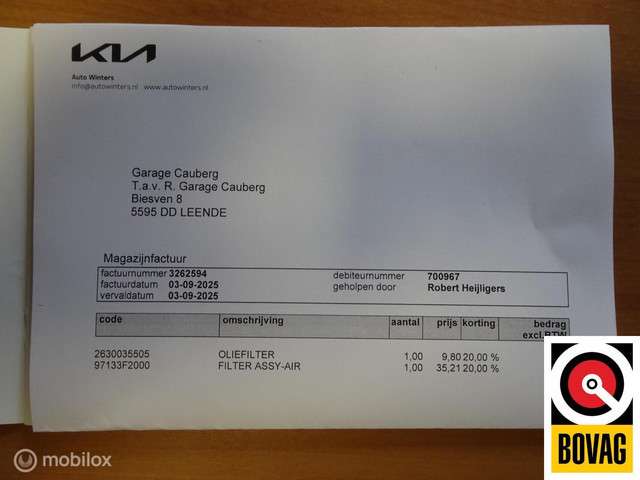 KIA
Auto Winters
info@autowinters.nl www.autowinters.nl
Garage Cauberg
T.a.v. R. Garage Cauberg
Biesven 8
5595 DD LEENDE
Magazijnfactuur
factuurnummer 3262594 debiteurnummer 700967
factuurdatum 03-09-2025 geholpen door Robert Heijligers
vervaldatum 03-09-2025
code omschrijving aantal prijs korting bedrag
excl.BTW
2630035505 OLIEFILTER 1,00 9,80 20,00 %
97133F2000 FILTER ASSY-AIR 1,00 35,21 20,00 %
BOVAG
mobilox